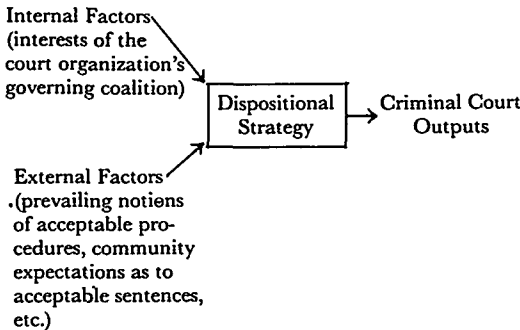 Internal Factors
(interests of the
court organization's
governing coalition)
Dispositional
Strategy
Criminal Court
Outputs
External Factors
.(prevailing notiens
of acceptable pro-
cedures, community
expectations as to
acceptable sentences,
etc.)